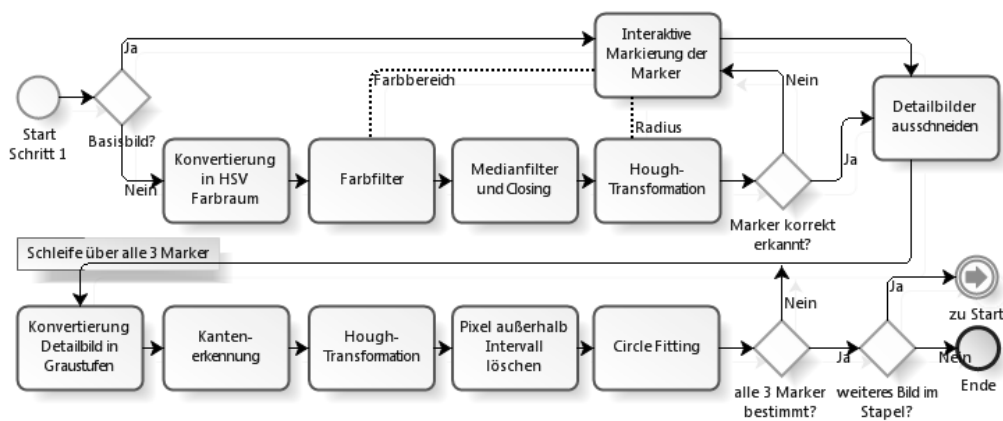 Interaktive
Markierung der
Marker
Ja
Farbbereich
Nein
Start
Schritt 1
Basisbild?
Detailbilder
ausschneiden
Radius
Nein
Konvertierung
in HSV
Farbraum
Farbfilter
Medianfilter
und Closing
Hough-
Transformation
Ja
Marker korrekt
erkannt?
Schleife über alle 3 Marker
Nein
Ja
zu Start
Konvertierung
Detailbild in
Graustufen
Kanten-
erkennung
Hough-
Transformation
Pixel außerhalb
Intervall
löschen
Circle Fitting
Ja
Nein
alle 3 Marker
bestimmt?
weiteres Bild im
Stapel?
Ende